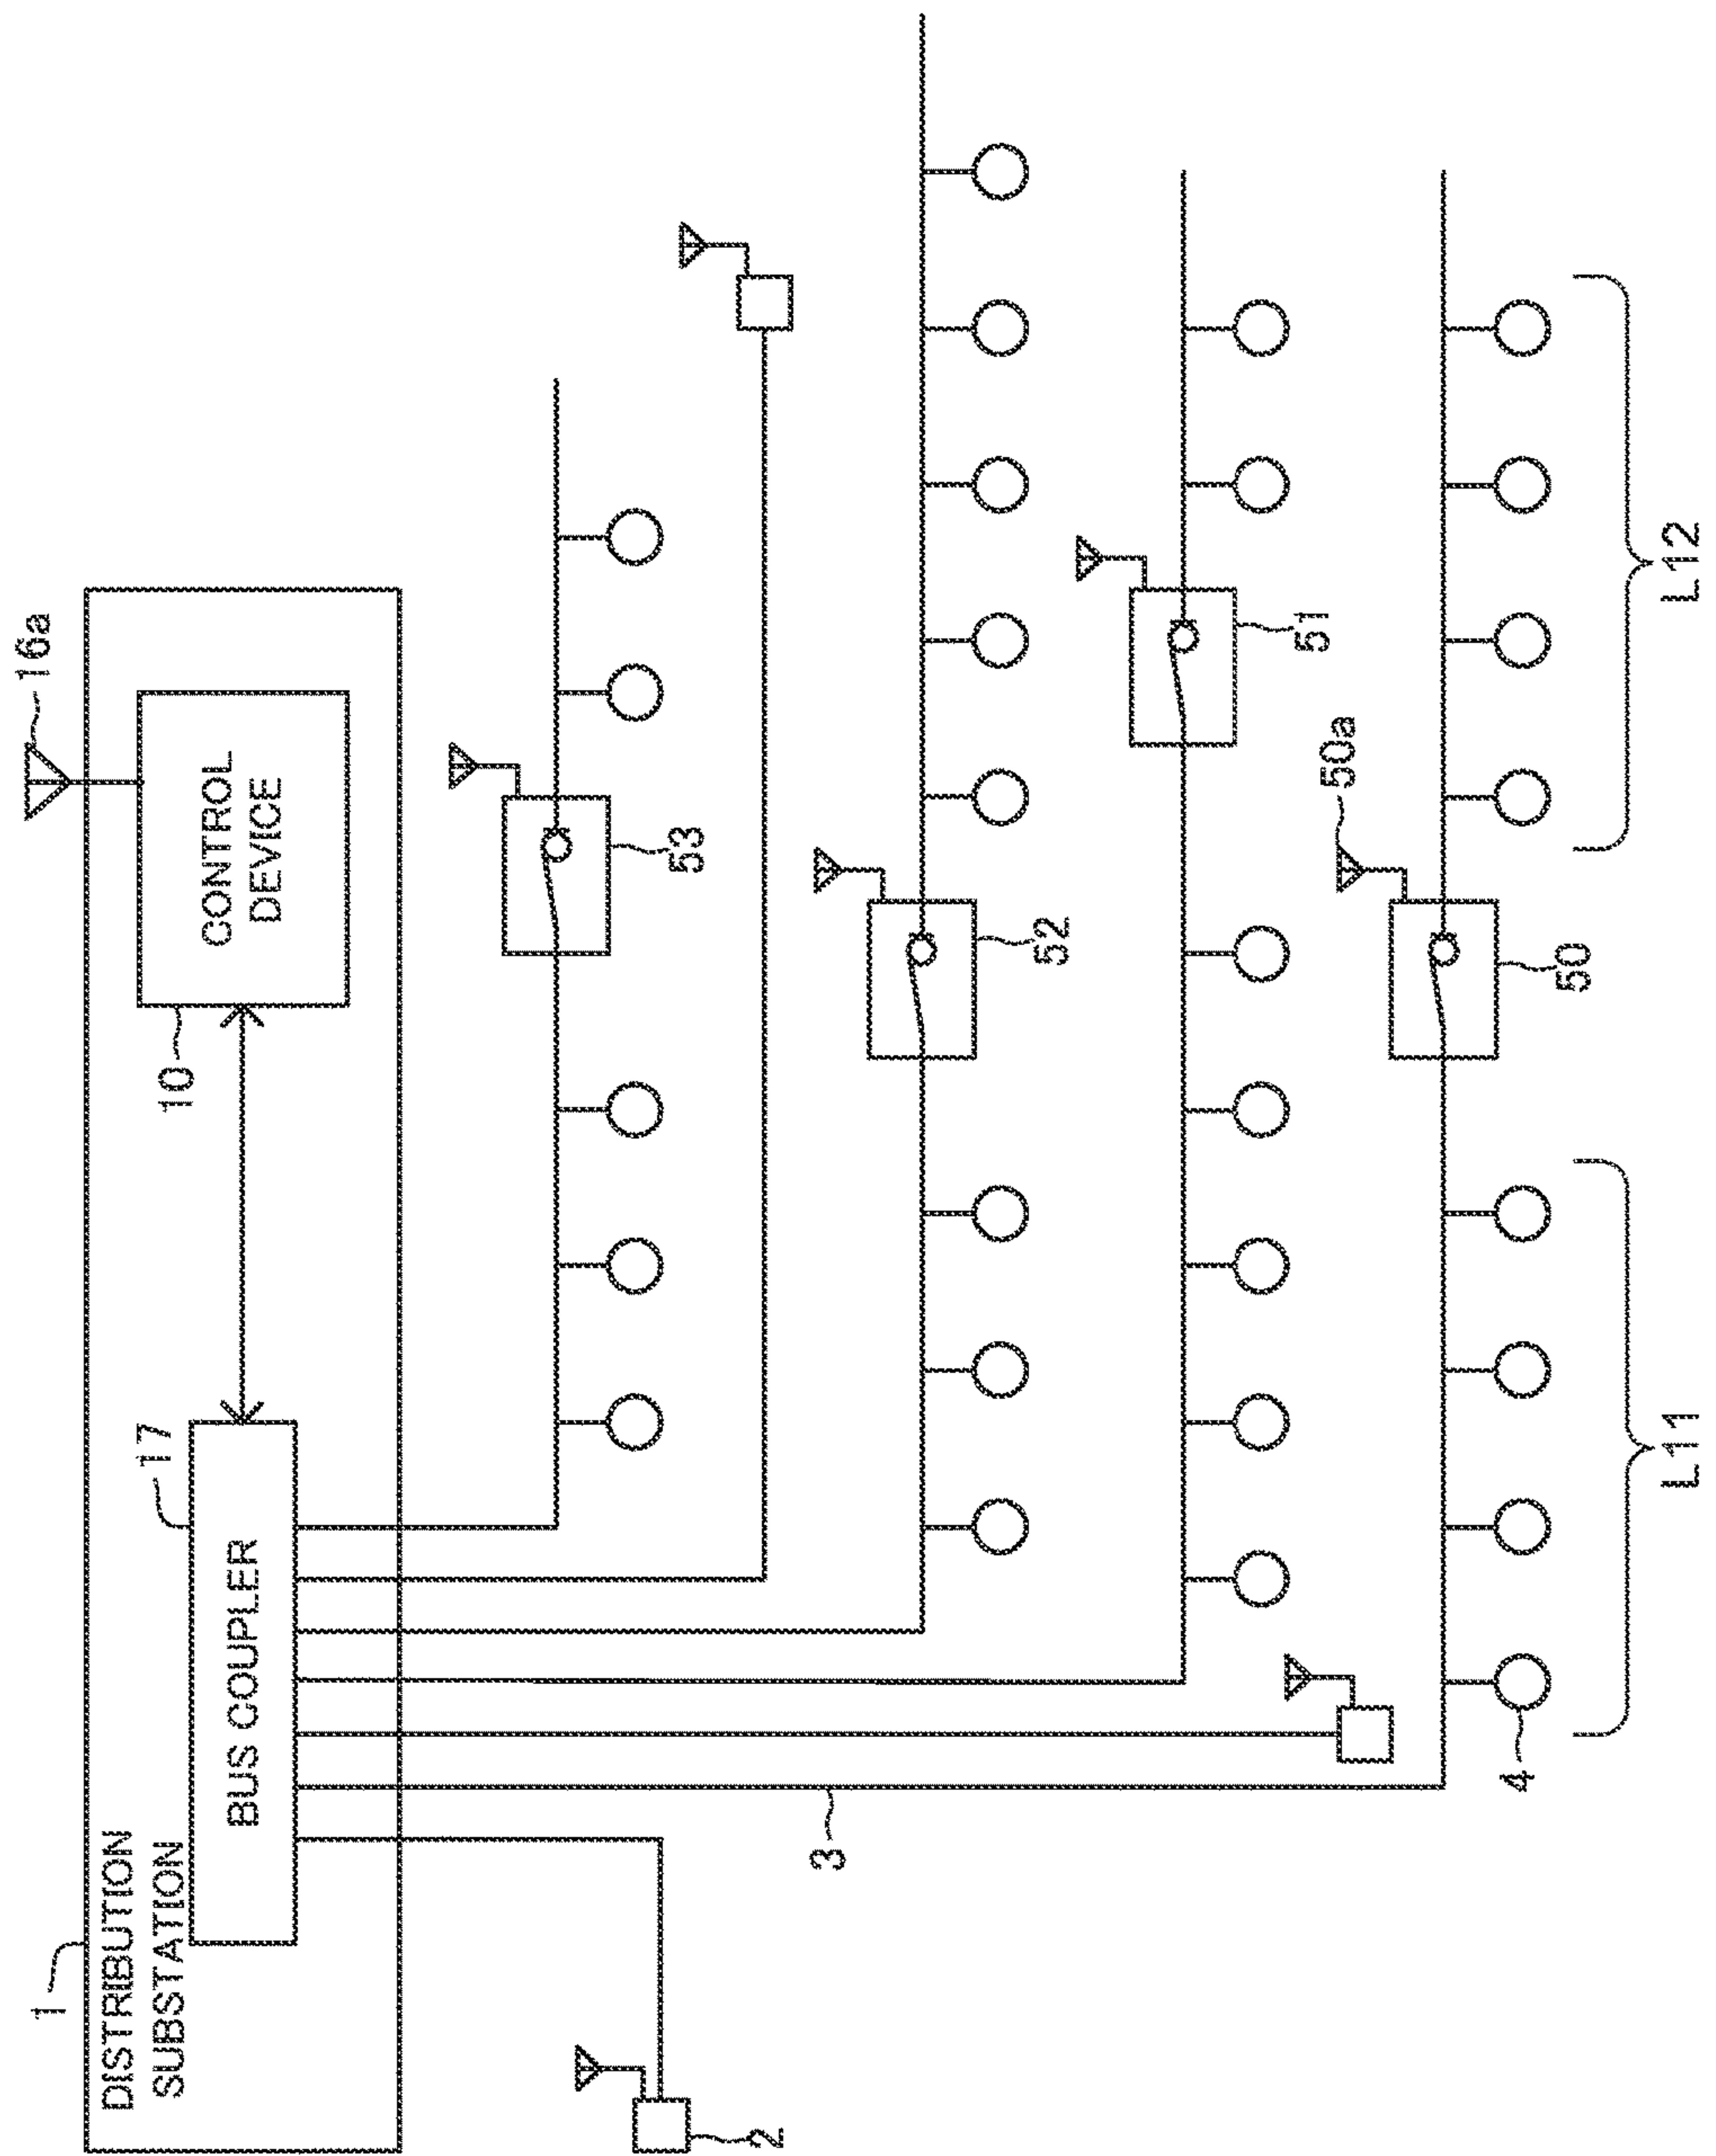 1
DISTRIBUTION
SUBSTATION
17
BUS COUPLER
10
CONTROL
DEVICE
16a
2
3
53
52
51
50a
50
4
L11
L12